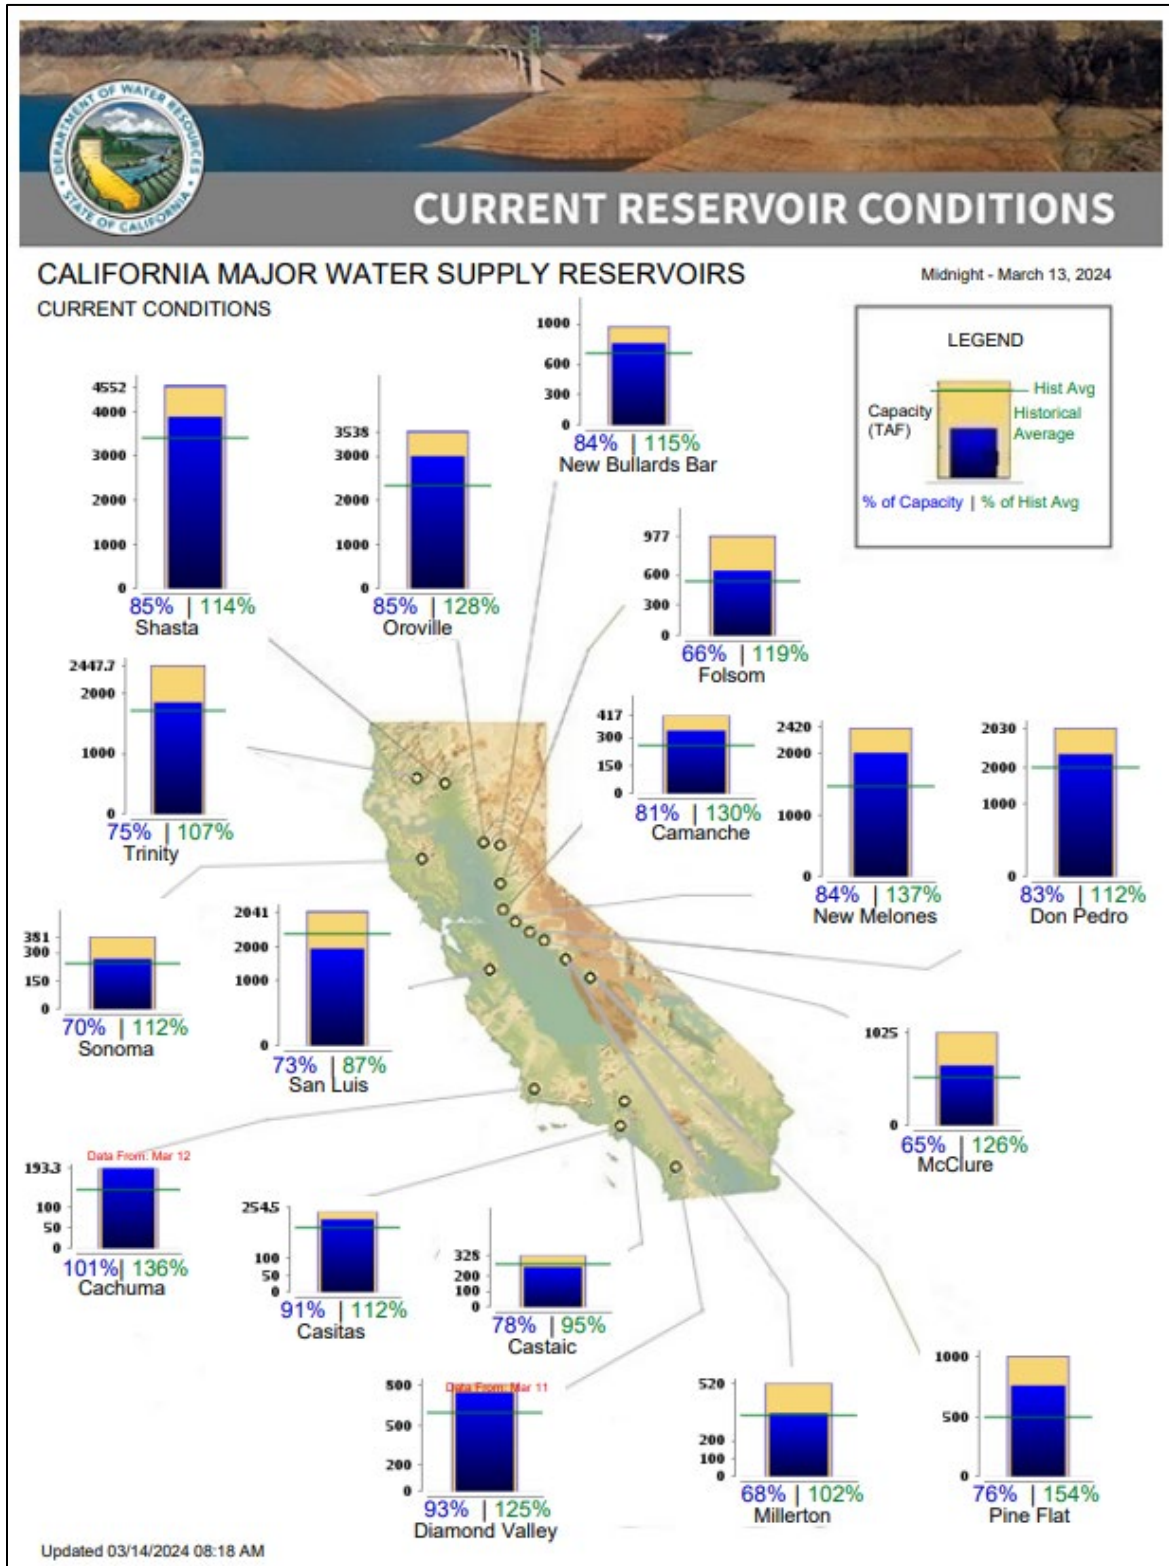 DEPARTMENT OF WATER RESOURCES
STATE OF CALIFORNIA
CURRENT RESERVOIR CONDITIONS
CALIFORNIA MAJOR WATER SUPPLY RESERVOIRS
Midnight - March 13, 2024
CURRENT CONDITIONS
LEGEND
Hist Avg
Capacity
(TAF)
Historical
Average
% of Capacity | % of Hist Avg
1000
600
300
0
84% | 115%
New Bullards Bar
4552
4000
3000
2000
1000
0
85% | 114%
Shasta
3538
3000
2000
1000
0
85% | 128%
Oroville
977
600
300
0
66% | 119%
Folsom
2447.7
2000
1000
0
75% | 107%
Trinity
417
300
150
0
81% | 130%
Camanche
2420
2000
1000
0
84% | 137%
New Melones
2030
2000
1000
0
83% | 112%
Don Pedro
381
300
150
0
70% | 112%
Sonoma
2041
2000
1000
0
73% | 87%
San Luis
1025
0
65% | 126%
McClure
Data From: Mar 12
193.3
100
50
0
101% | 136%
Cachuma
254.5
100
50
0
91% | 112%
Casitas
328
200
100
0
78% | 95%
Castaic
Data From: Mar 11
800
500
200
0
93% | 125%
Diamond Valley
520
200
100
0
68% | 102%
Millerton
1000
500
0
76% | 154%
Pine Flat
Updated 03/14/2024 08:18 AM